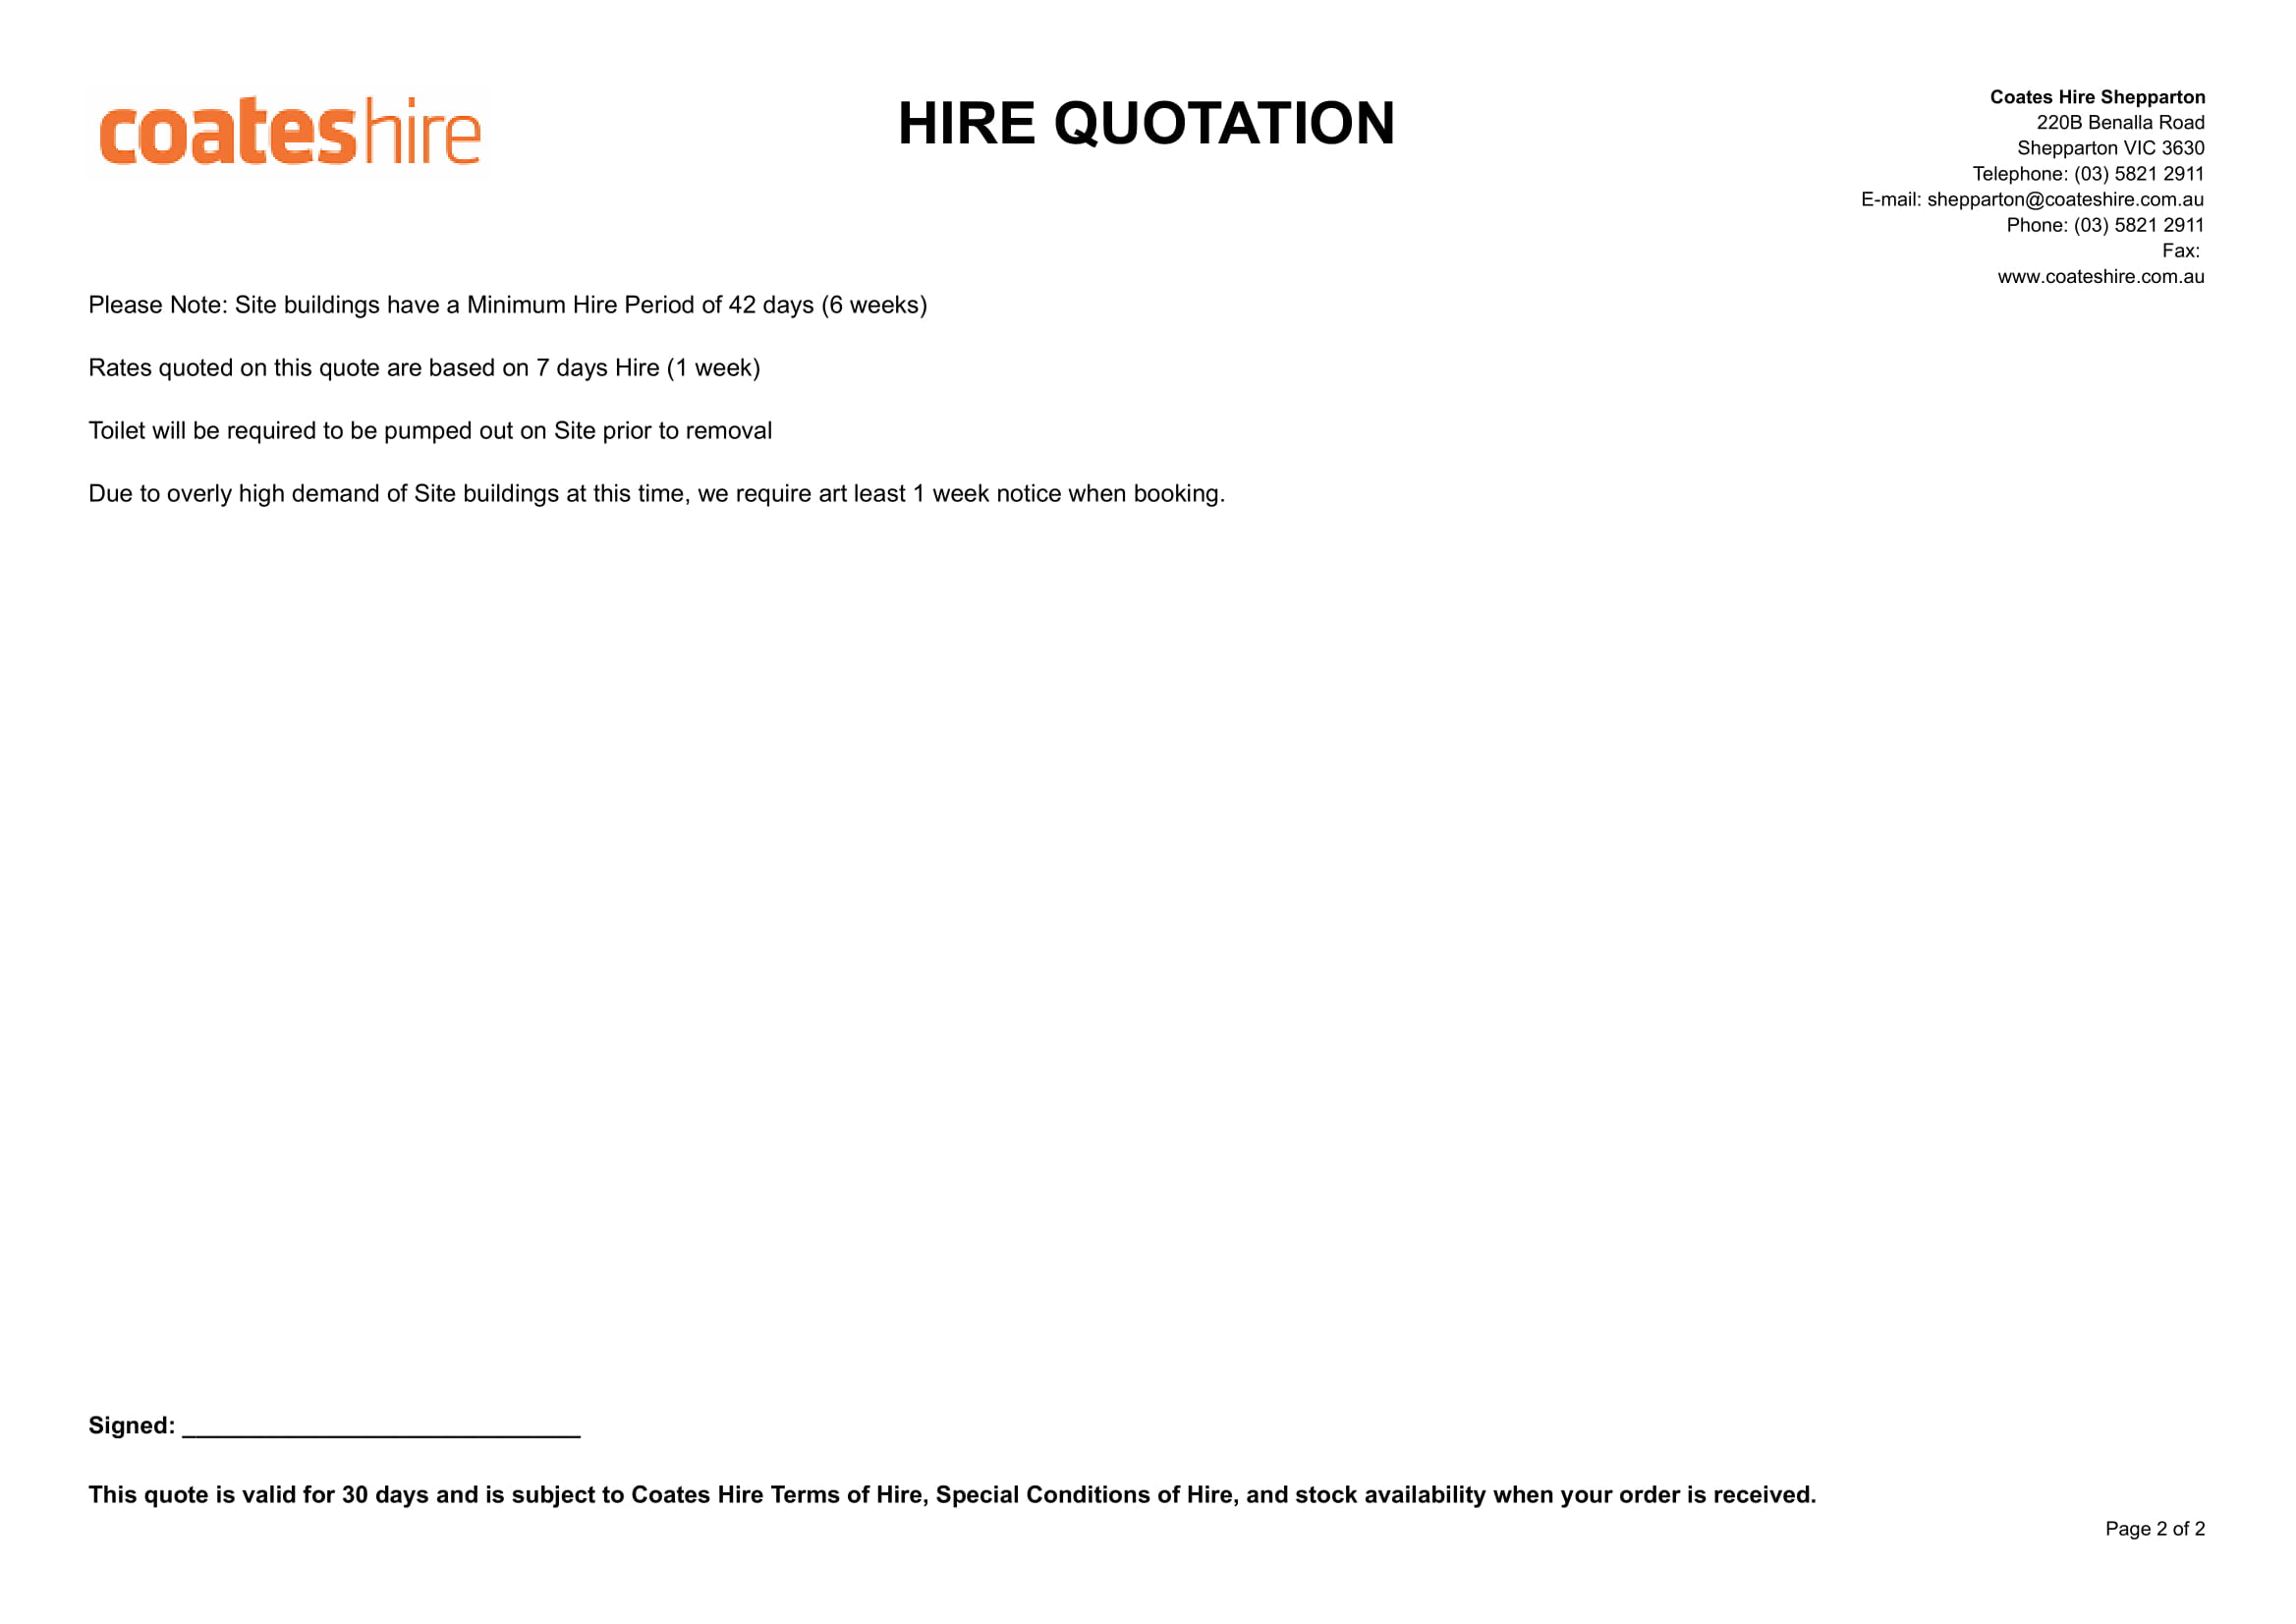 coateshire
HIRE QUOTATION
Coates Hire Shepparton
220B Benalla Road
Shepparton VIC 3630
Telephone: (03) 5821 2911
E-mail: shepparton@coateshire.com.au
Phone: (03) 5821 2911
Fax:
www.coateshire.com.au
Please Note: Site buildings have a Minimum Hire Period of 42 days (6 weeks)
Rates quoted on this quote are based on 7 days Hire (1 week)
Toilet will be required to be pumped out on Site prior to removal
Due to overly high demand of Site buildings at this time, we require art least 1 week notice when booking.
Signed: ______________________________
This quote is valid for 30 days and is subject to Coates Hire Terms of Hire, Special Conditions of Hire, and stock availability when your order is received.
Page 2 of 2